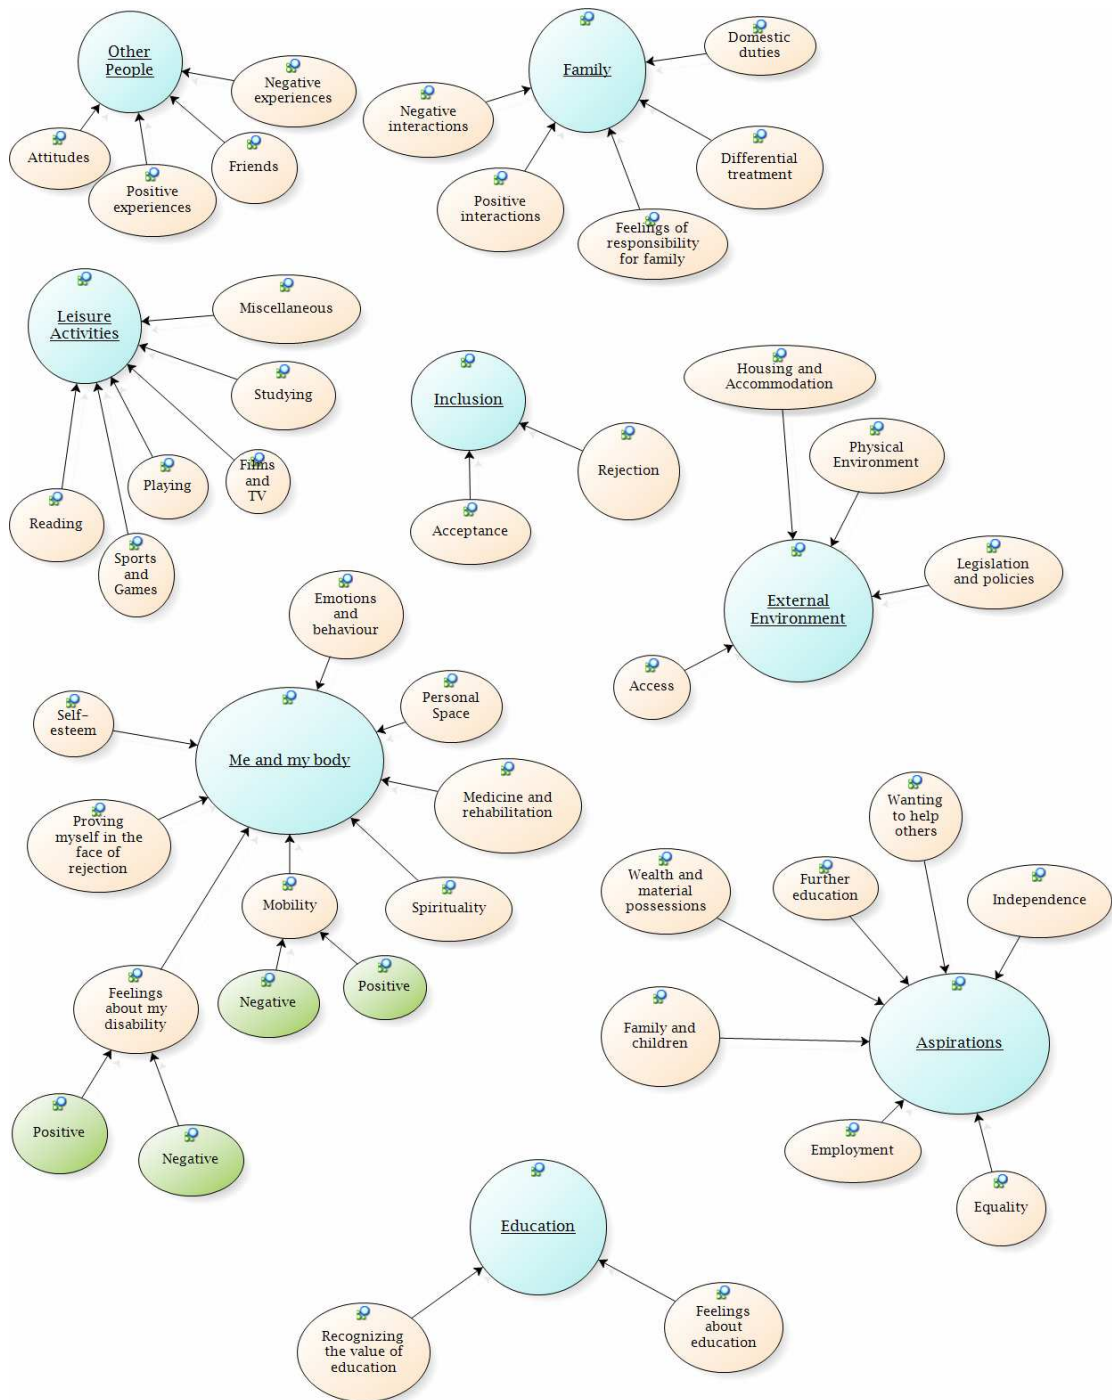 Other
People
Negative
experiences
Attitudes
Positive
experiences
Friends
Family
Domestic
duties
Negative
interactions
Differential
treatment
Positive
interactions
Feelings of
responsibility
for family
Leisure
Activities
Miscellaneous
Studying
Films
and
TV
Playing
Reading
Sports
and
Games
Inclusion
Rejection
Acceptance
Housing and
Accommodation
Physical
Environment
Legislation
and policies
External
Environment
Access
Emotions
and
behaviour
Self-
esteem
Personal
Space
Me and my body
Medicine and
rehabilitation
Proving
myself in the
face of
rejection
Mobility
Spirituality
Negative
Positive
Feelings
about my
disability
Positive
Negative
Wanting
to help
others
Wealth and
material
possessions
Further
education
Independence
Family and
children
Aspirations
Employment
Equality
Education
Recognizing
the value of
education
Feelings
about
education